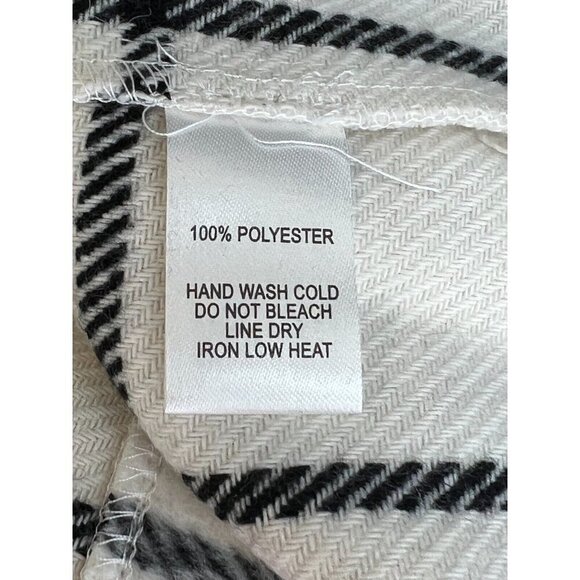 100% POLYESTER
HAND WASH COLD
DO NOT BLEACH
LINE DRY
IRON LOW HEAT